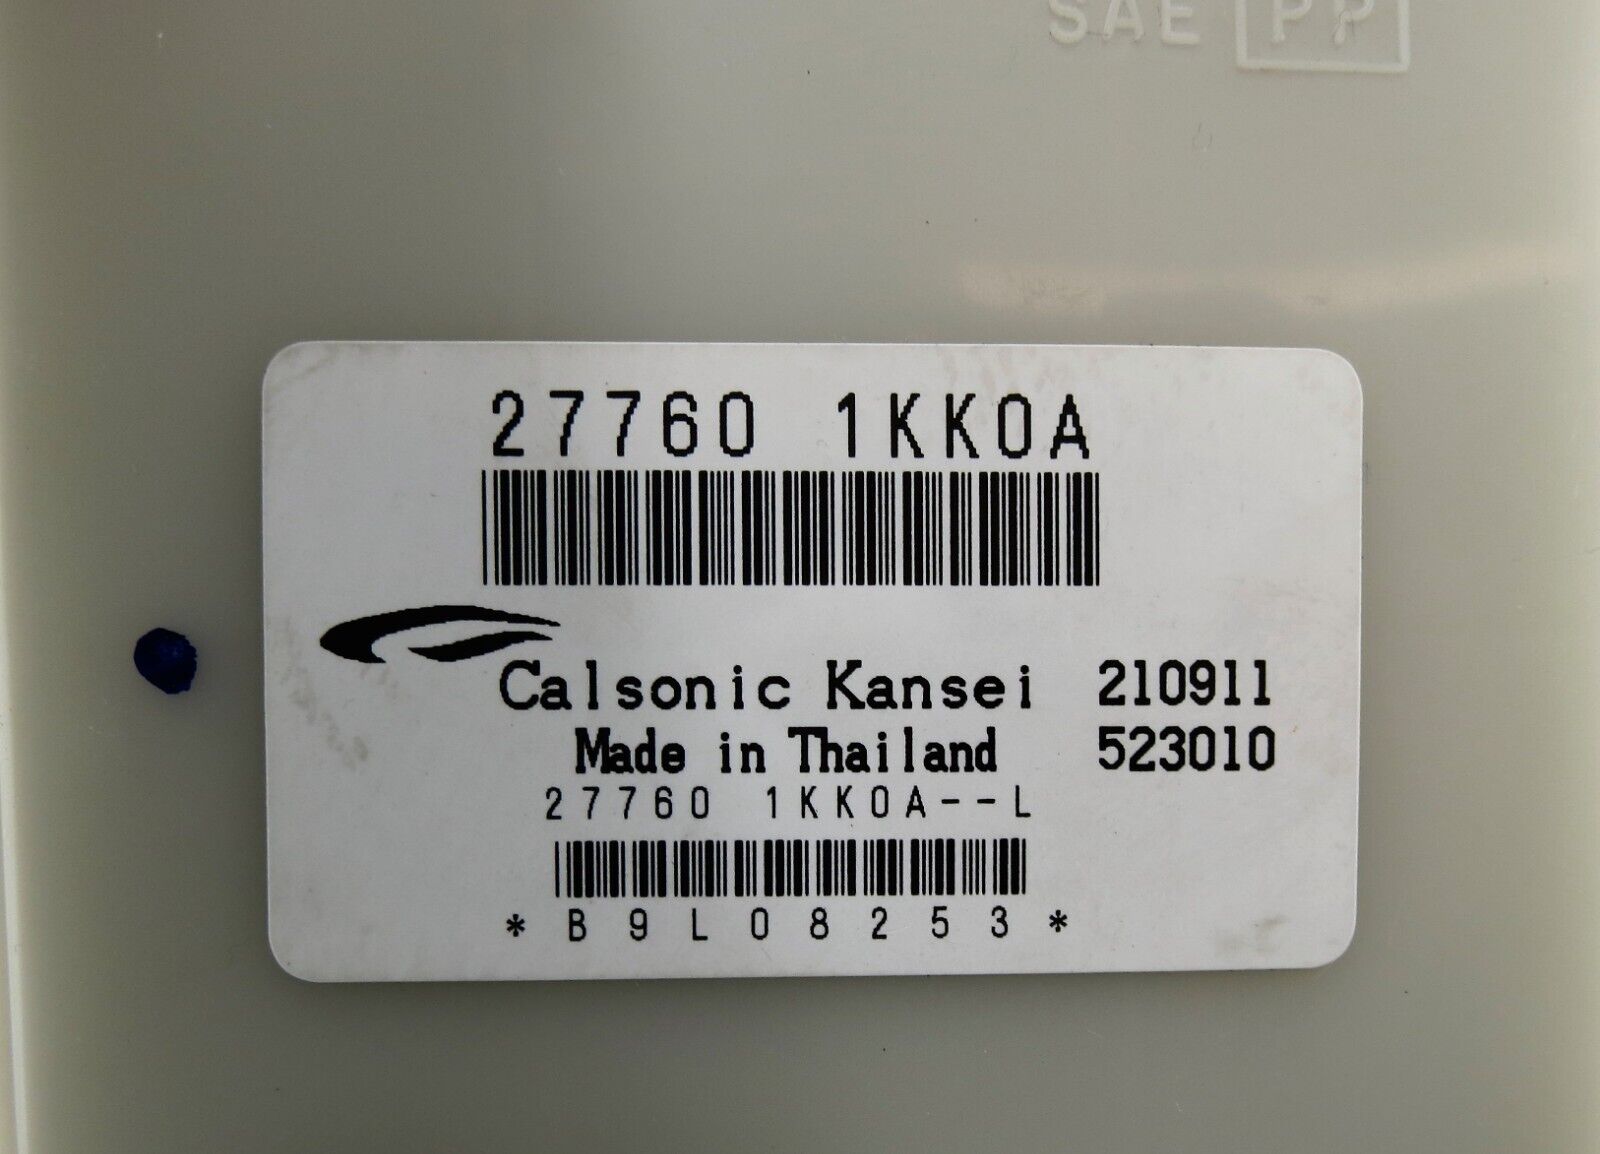 SAE PP
27760 1KK0A
Calsonic Kansei 210911
Made in Thailand 523010
27760 1KK0A--L
*B9L08253*